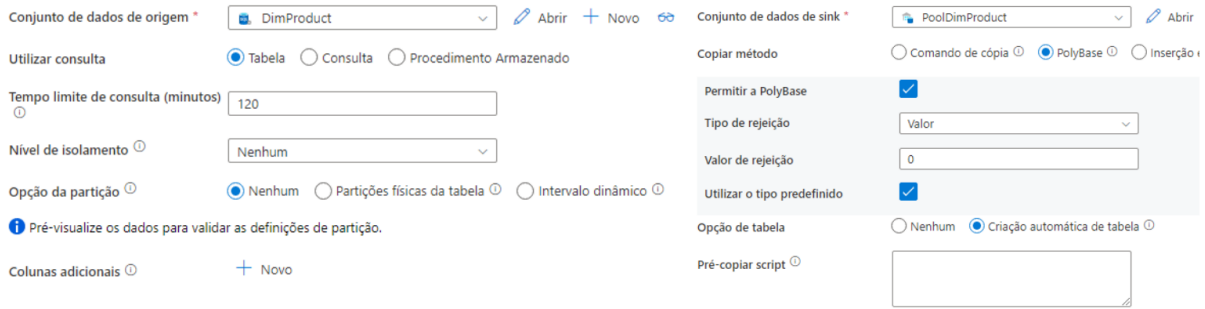 Conjunto de dados de origem *
DimProduct
Abrir
Novo
Utilizar consulta
Tabela
Consulta
Procedimento Armazenado
Tempo limite de consulta (minutos)
120
Nível de isolamento
Nenhum
Opção da partição
Nenhum
Partições físicas da tabela
Intervalo dinâmico
Pré-visualize os dados para validar as definições de partição.
Colunas adicionais
Novo
Conjunto de dados de sink *
PoolDimProduct
Abrir
Copiar método
Comando de cópia
PolyBase
Inserção
Permitir a PolyBase
Tipo de rejeição
Valor
Valor de rejeição
0
Utilizar o tipo predefinido
Opção de tabela
Nenhum
Criação automática de tabela
Pré-copiar script